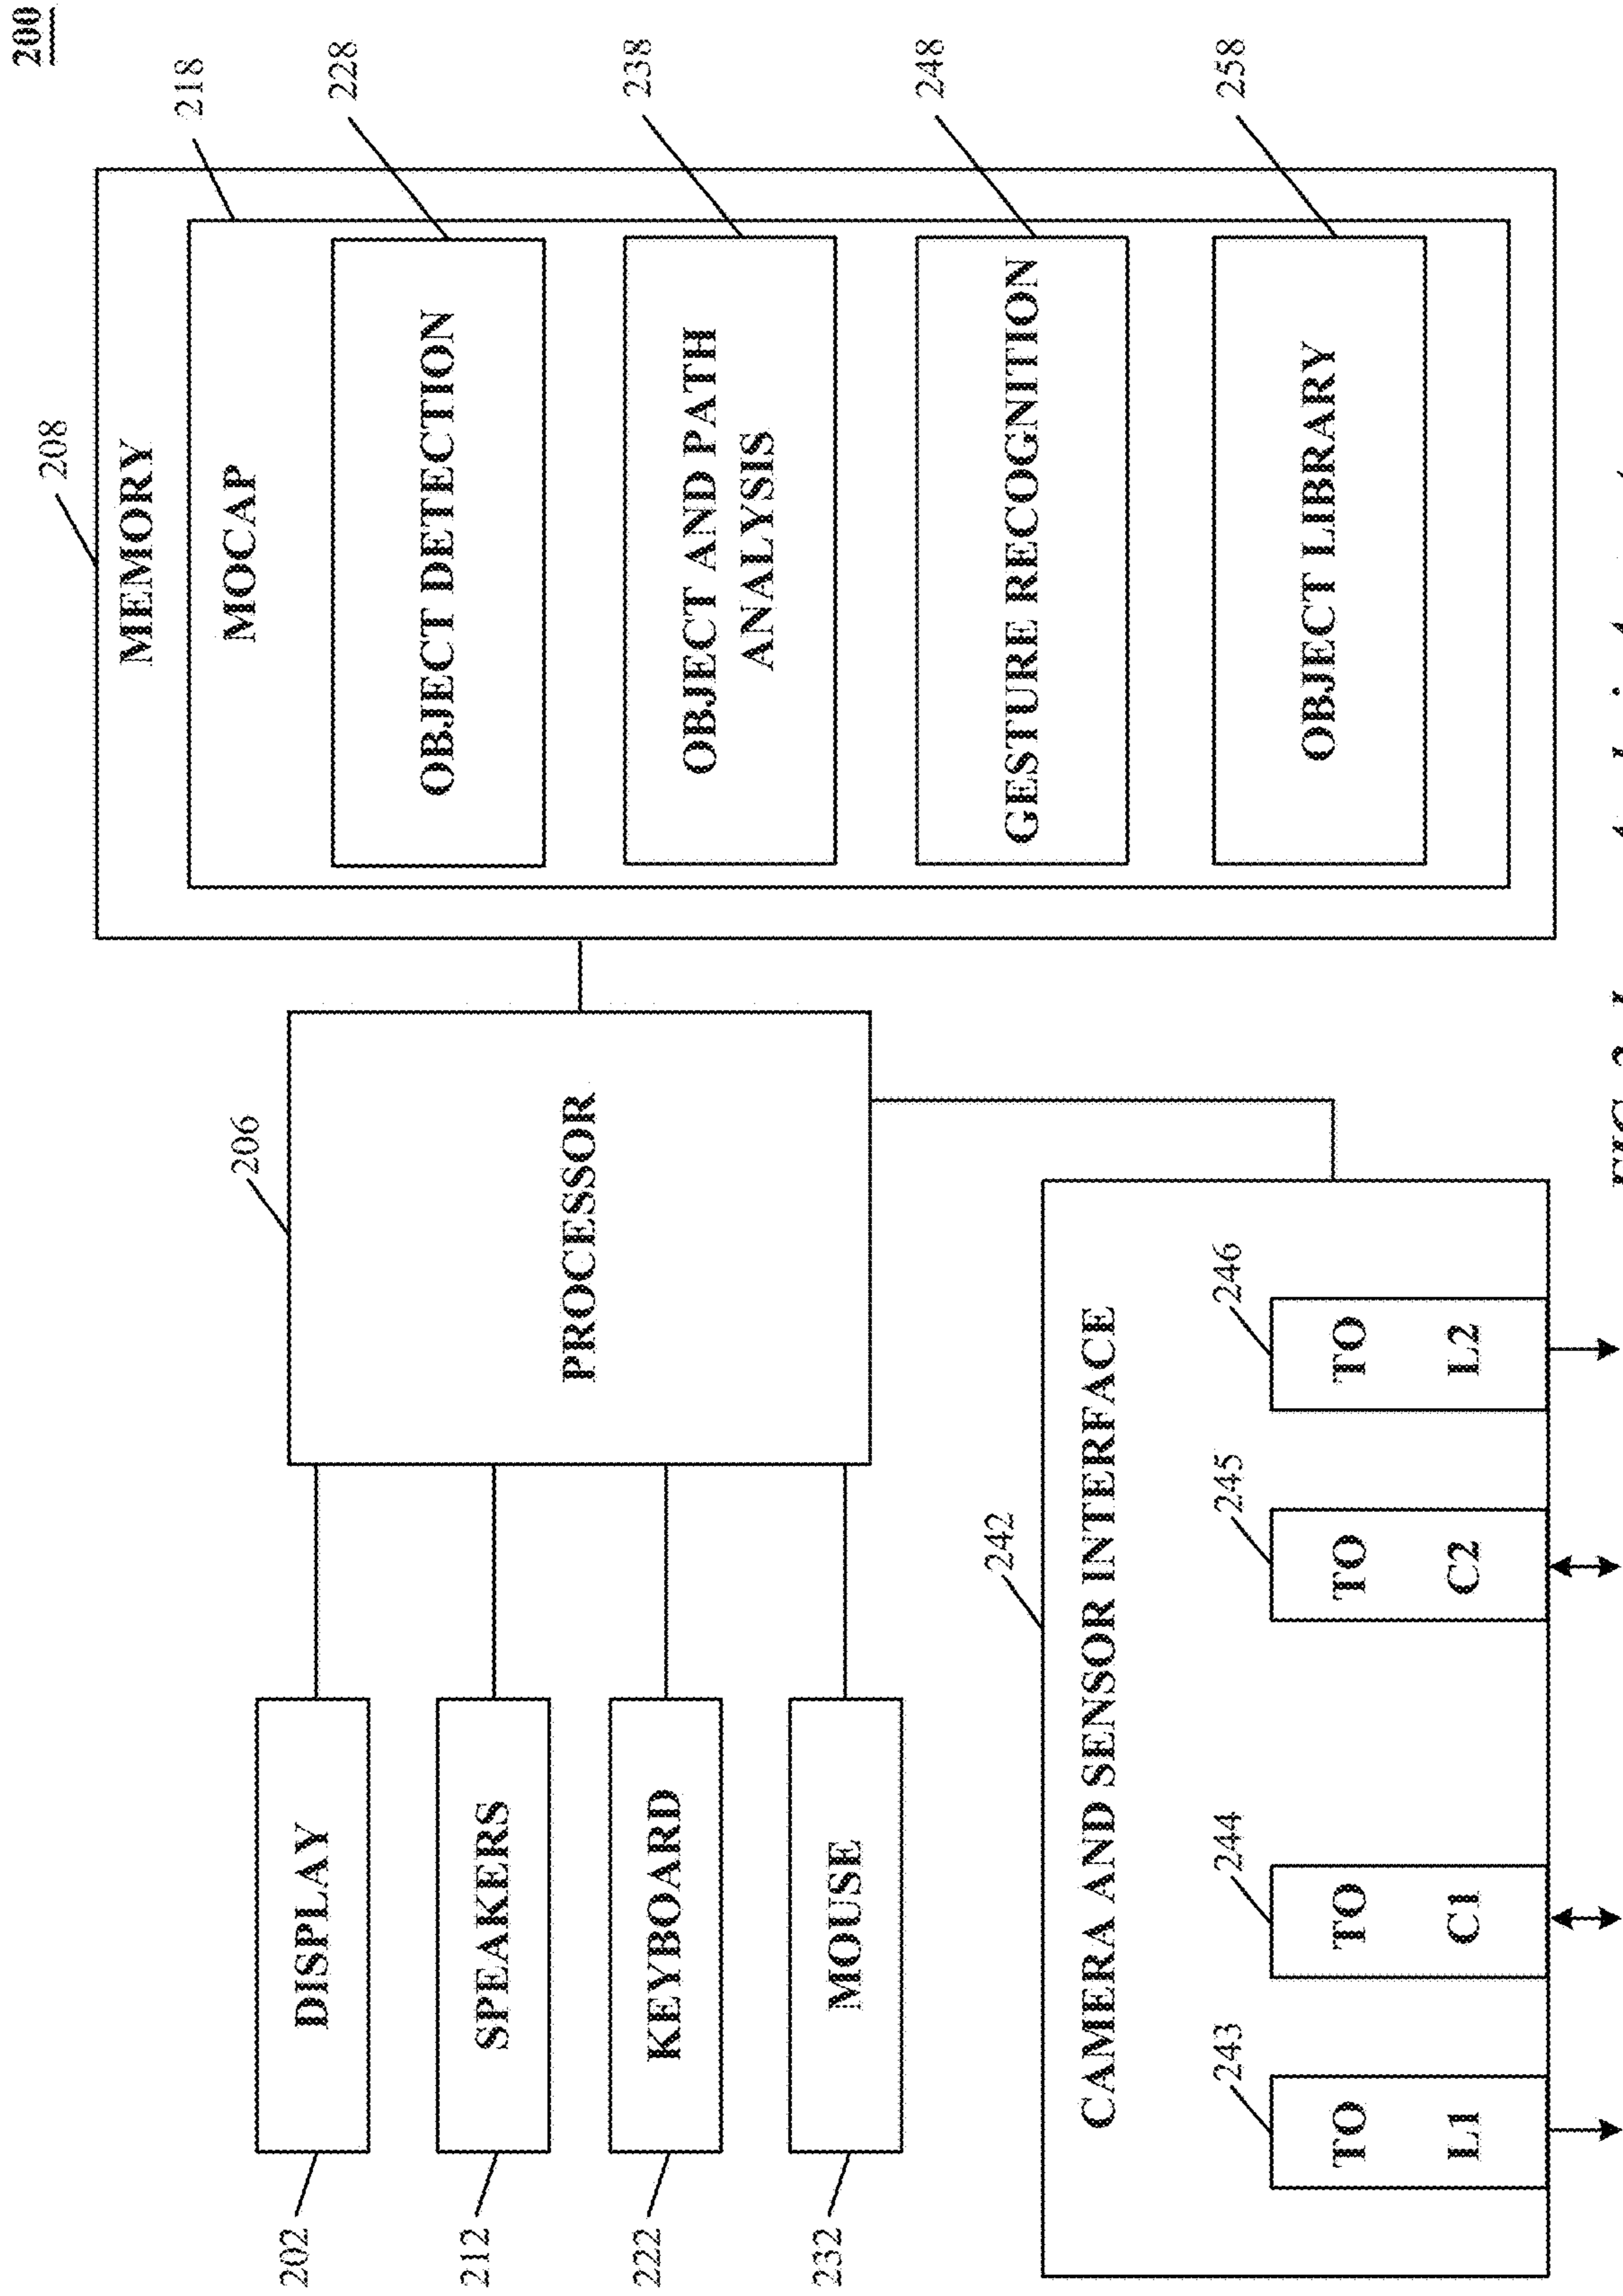 200
208
MEMORY
218
MOCAP
228
OBJECT DETECTION
238
OBJECT AND PATH
ANALYSIS
248
GESTURE RECOGNITION
258
OBJECT LIBRARY
206
PROCESSOR
202
DISPLAY
212
SPEAKERS
222
KEYBOARD
232
MOUSE
242
CAMERA AND SENSOR INTERFACE
243
TO
L1
244
TO
C1
245
TO
C2
246
TO
L2